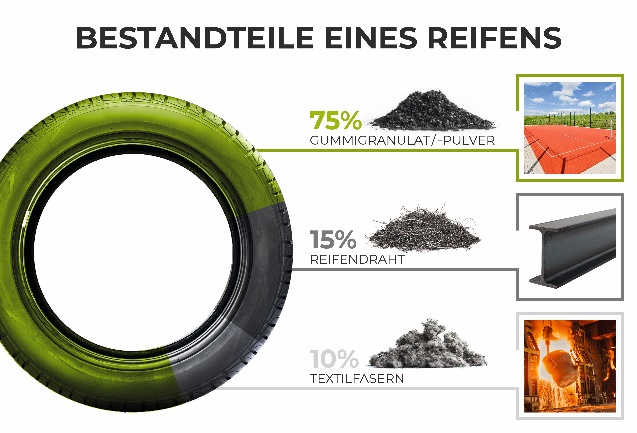 BESTANDTEILE EINES REIFENS
75%
GUMMIGRANULAT/-PULVER
15%
REIFENDRAHT
10%
TEXTILFASERN